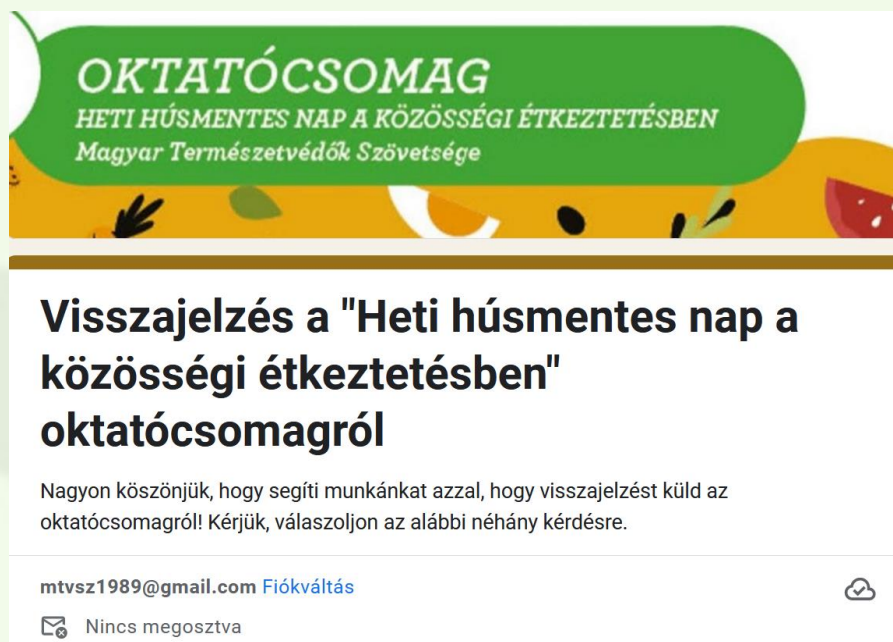 OKTATÓCSOMAG
HETI HÚSMENTES NAP A KÖZÖSSÉGI ÉTKEZTETÉSBEN
Magyar Természetvédők Szövetsége
Visszajelzés a "Heti húsmentes nap a
közösségi étkeztetésben"
oktatócsomagról
Nagyon köszönjük, hogy segíti munkánkat azzal, hogy visszajelzést küld az
oktatócsomagról! Kérjük, válaszoljon az alábbi néhány kérdésre.
mtvsz1989@gmail.com Fiókváltás
Nincs megosztva